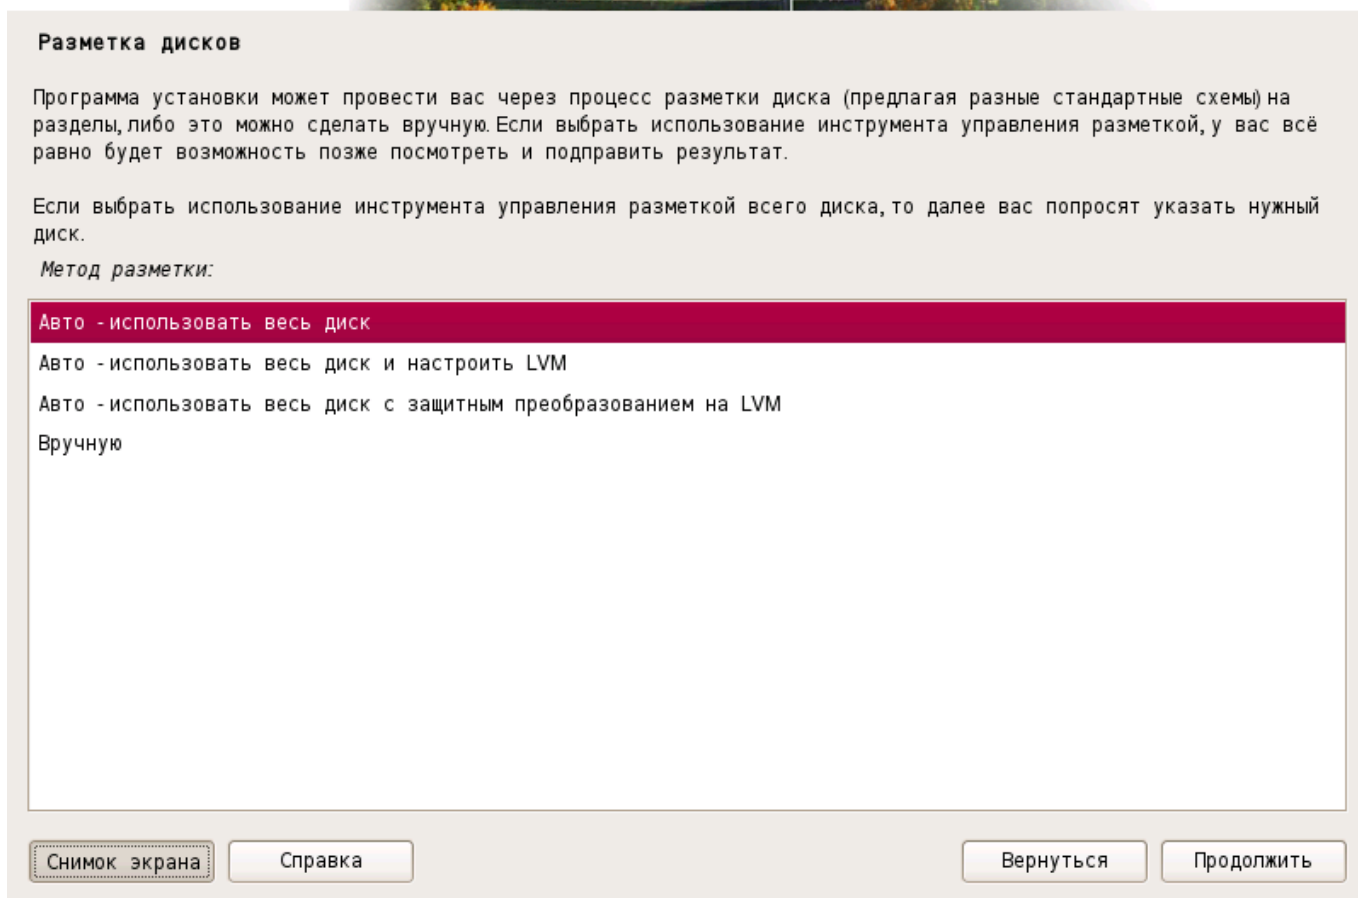 Разметка дисков
Программа установки может провести вас через процесс разметки диска (предлагая разные стандартные схемы) на
разделы, либо это можно сделать вручную. Если выбрать использование инструмента управления разметкой, у вас всё
равно будет возможность позже посмотреть и подправить результат.
Если выбрать использование инструмента управления разметкой всего диска, то далее вас попросят указать нужный
диск.
Метод разметки:
Авто - использовать весь диск
Авто - использовать весь диск и настроить LVM
Авто - использовать весь диск с защитным преобразованием на LVM
Вручную
Снимок экрана
Справка
Вернуться
Продолжить